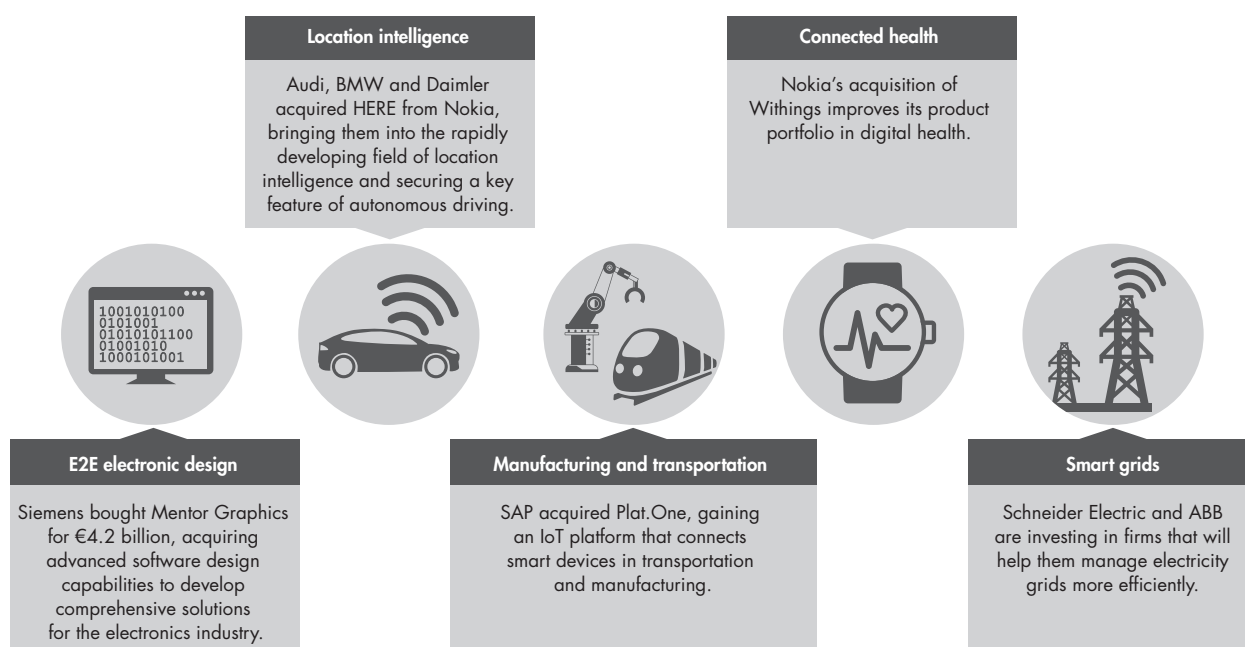 Location intelligence
Audi, BMW and Daimler
acquired HERE from Nokia,
bringing them into the rapidly
developing field of location
intelligence and securing a key
feature of autonomous driving.
Connected health
Nokia’s acquisition of
Withings improves its product
portfolio in digital health.
1001010100
0101001
01010101100
01001010
1000101001
E2E electronic design
Siemens bought Mentor Graphics
for €4.2 billion, acquiring
advanced software design
capabilities to develop
comprehensive solutions
for the electronics industry.
Manufacturing and transportation
SAP acquired Plat.One, gaining
an IoT platform that connects
smart devices in transportation
and manufacturing.
Smart grids
Schneider Electric and ABB
are investing in firms that will
help them manage electricity
grids more efficiently.